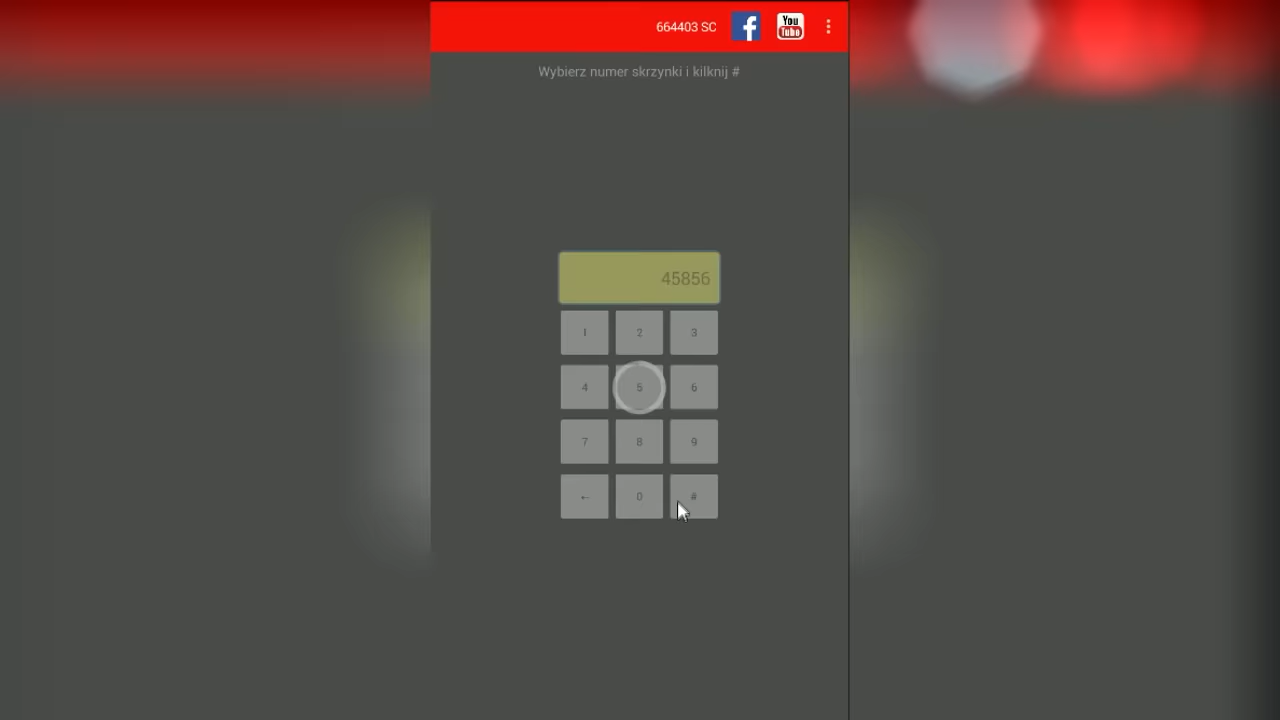 664403 SC
You
Tube
Wybierz numer skrzynki i kilknij #
45856
1 2 3
4 5 6
7 8 9
← 0 #